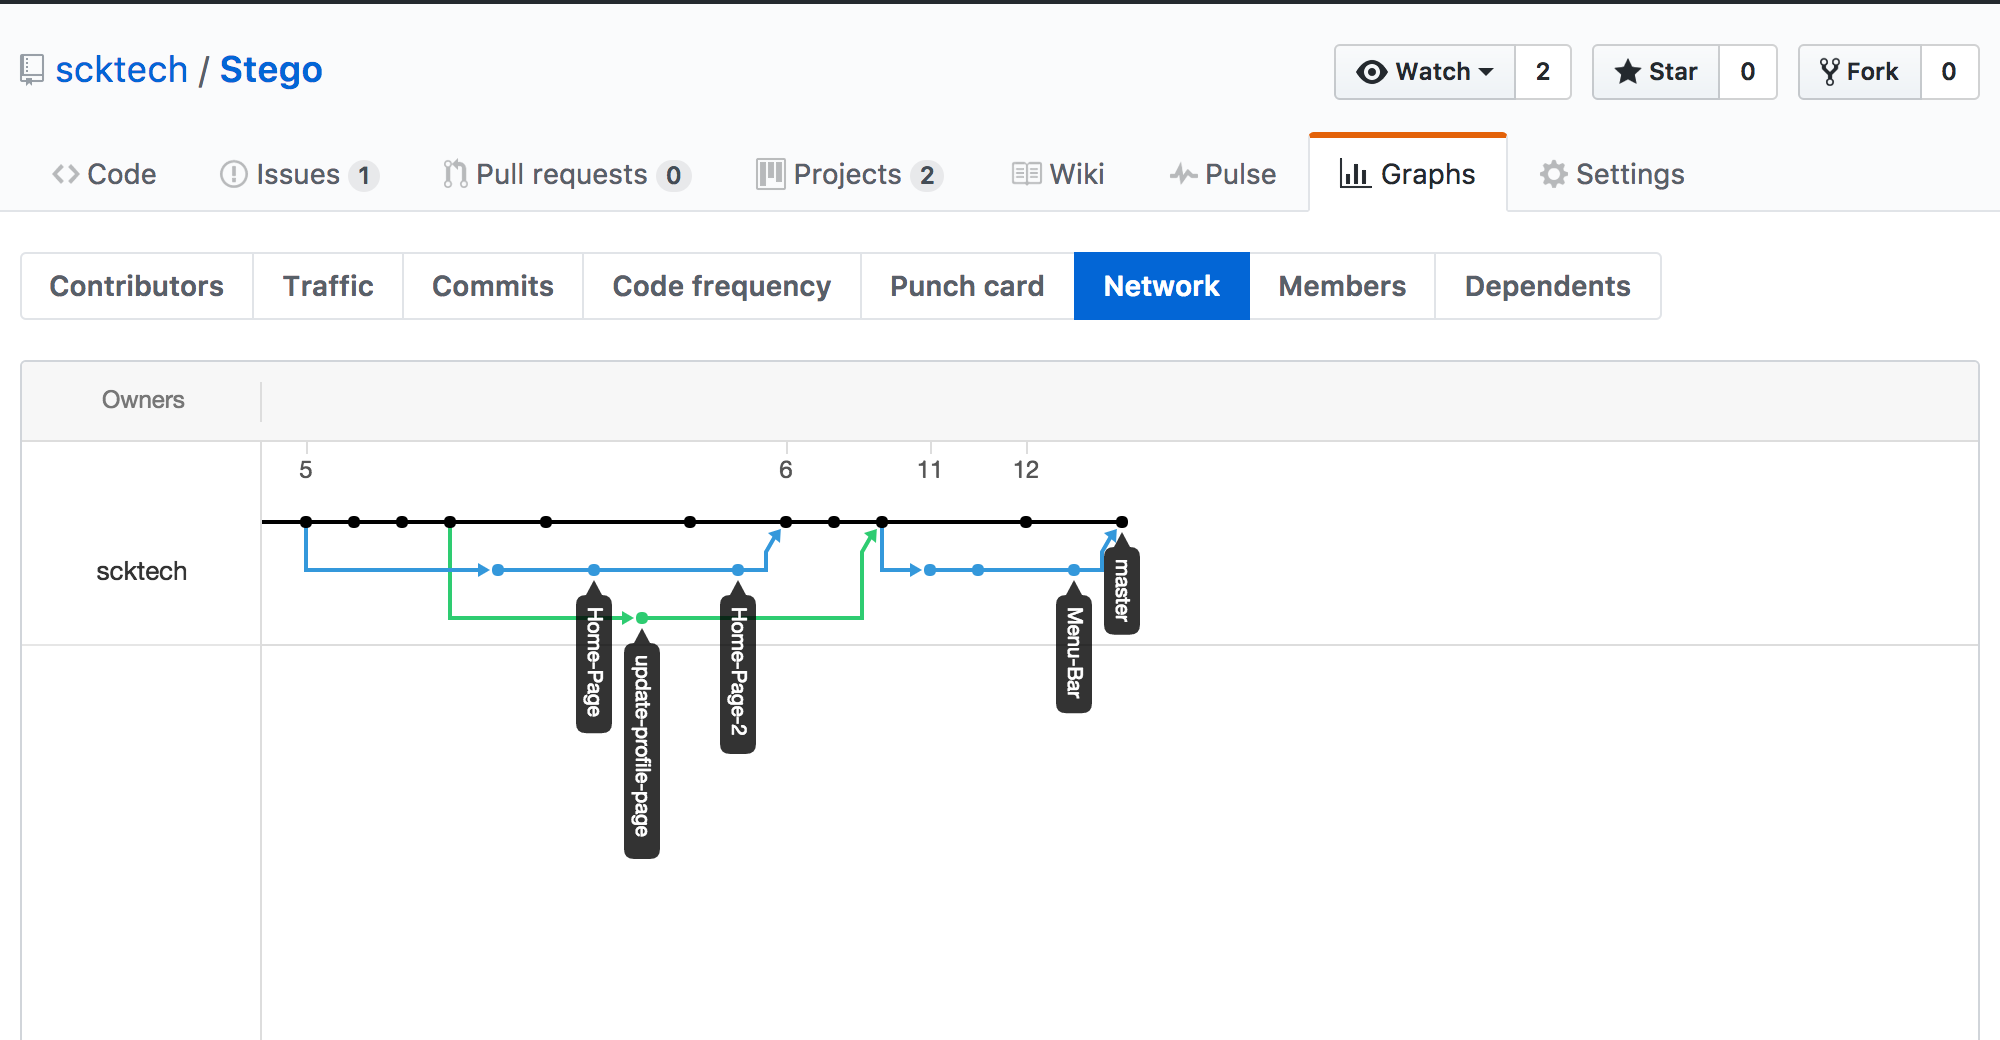 scktech / Stego
Watch 2
Star 0
Fork 0
Code
Issues 1
Pull requests 0
Projects 2
Wiki
Pulse
Graphs
Settings
Contributors
Traffic
Commits
Code frequency
Punch card
Network
Members
Dependents
Owners
5
6
11
12
scktech
Home-Page
update-profile-page
Home-Page-2
Menu-Bar
master